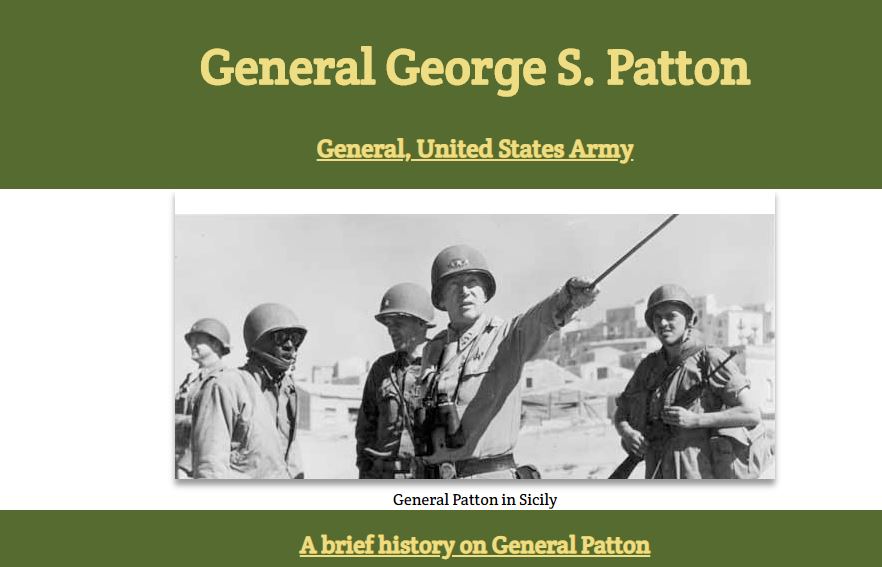 General George S. Patton
General, United States Army
General Patton in Sicily
A brief history on General Patton